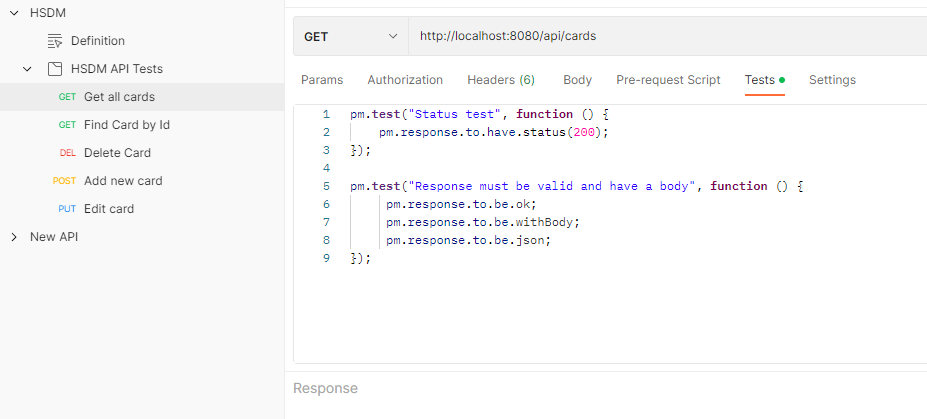 HSDM
Definition
HSDM API Tests
GET Get all cards
GET Find Card by Id
DEL Delete Card
POST Add new card
PUT Edit card
New API
GET http://localhost:8080/api/cards
Params Authorization Headers (6) Body Pre-request Script Tests Settings
1 pm.test("Status test", function () {
2 pm.response.to.have.status(200);
3 });
4
5 pm.test("Response must be valid and have a body", function () {
6 pm.response.to.be.ok;
7 pm.response.to.be.withBody;
8 pm.response.to.be.json;
9 });
Response